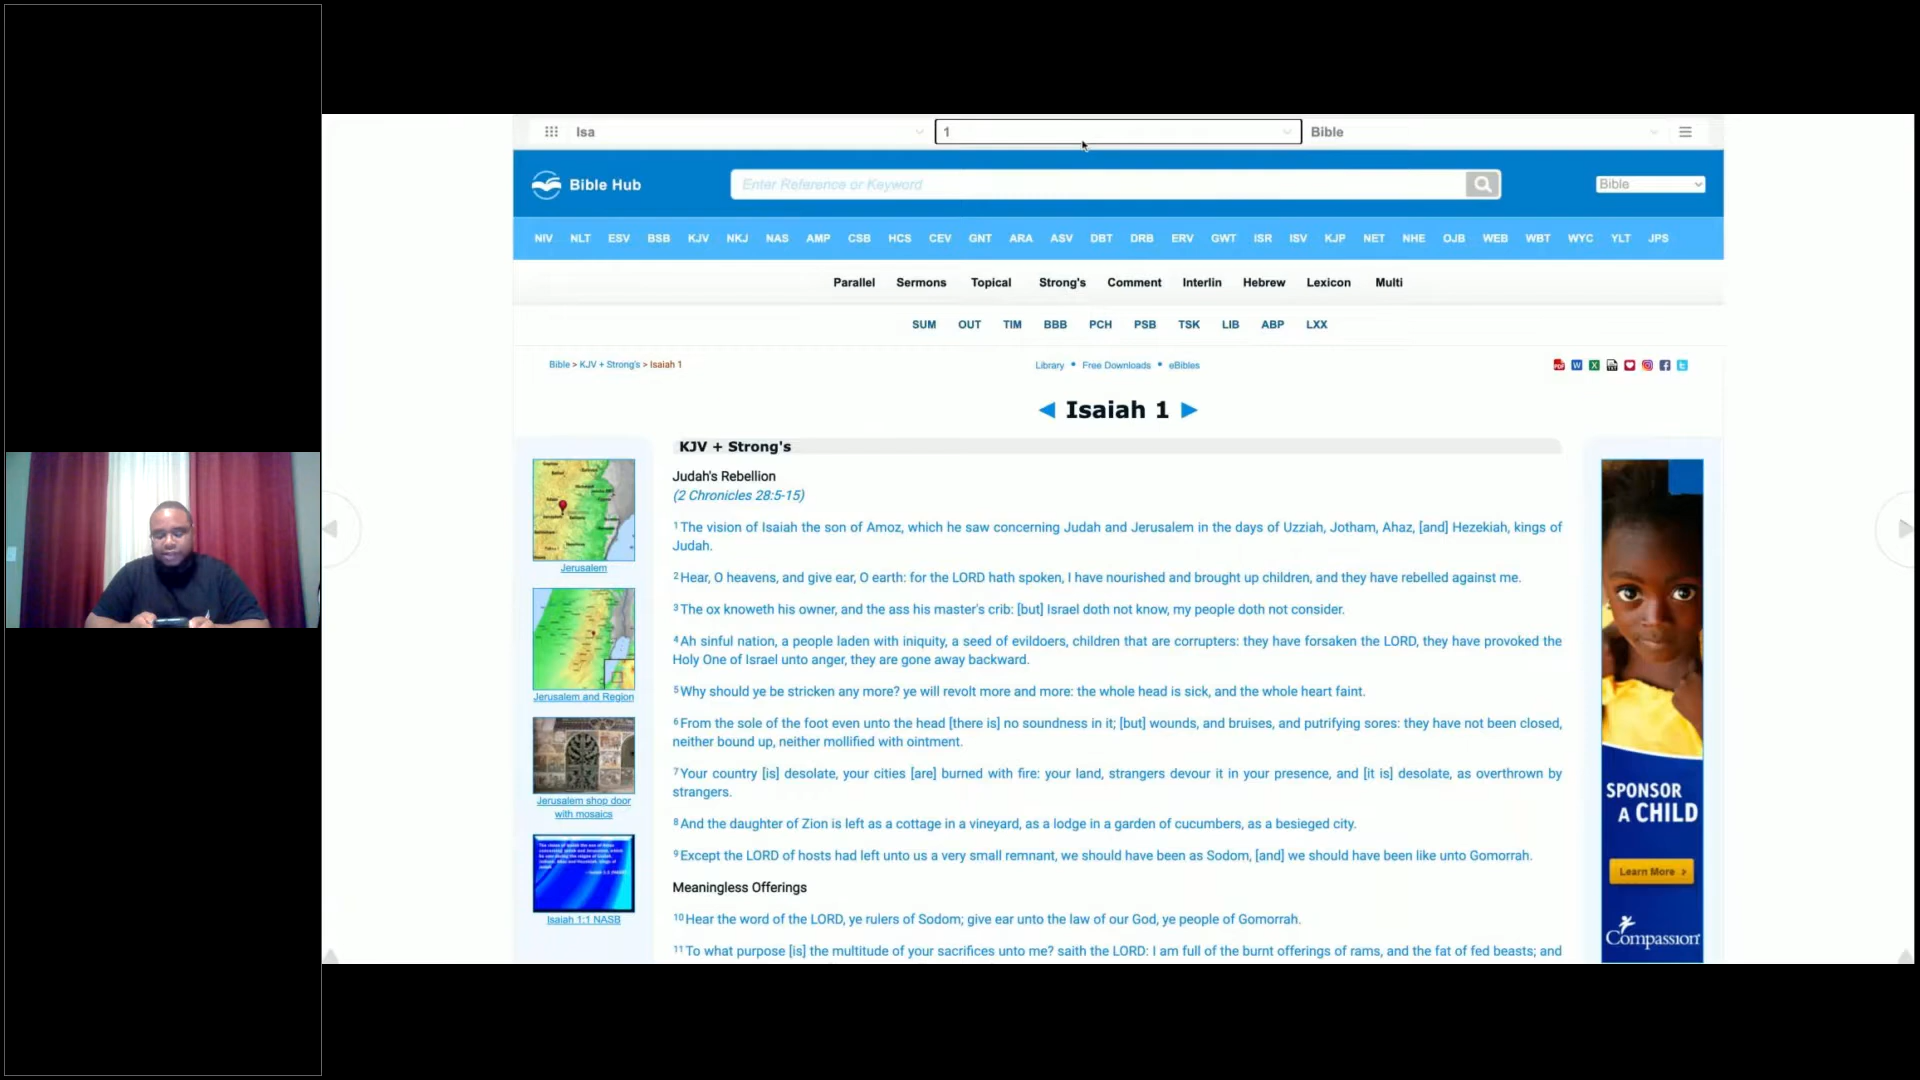 Isa 1 Bible
Bible Hub Enter Reference or Keyword Bible
NIV NLT ESV BSB KJV NKJ NAS AMP CSB HCS CEV GNT ARA ASV DBT DRB ERV GWT ISR ISV KJP NET NHE OJB WEB WBT WYC YLT JPS
Parallel Sermons Topical Strong's Comment Interlin Hebrew Lexicon Multi
SUM OUT TIM BBB PCH PSB TSK LIB ABP LXX
Bible > KJV + Strong's > Isaiah 1
Library • Free Downloads • eBibles
◄ Isaiah 1 ►
Jerusalem
Jerusalem and Region
Jerusalem shop door
with mosaics
Isaiah 1:1 NASB
KJV + Strong's
Judah's Rebellion
(2 Chronicles 28:5-15)
1 The vision of Isaiah the son of Amoz, which he saw concerning Judah and Jerusalem in the days of Uzziah, Jotham, Ahaz, [and] Hezekiah, kings of
Judah.
2 Hear, O heavens, and give ear, O earth: for the LORD hath spoken, I have nourished and brought up children, and they have rebelled against me.
3 The ox knoweth his owner, and the ass his master's crib: [but] Israel doth not know, my people doth not consider.
4 Ah sinful nation, a people laden with iniquity, a seed of evildoers, children that are corrupters: they have forsaken the LORD, they have provoked the
Holy One of Israel unto anger, they are gone away backward.
5 Why should ye be stricken any more? ye will revolt more and more: the whole head is sick, and the whole heart faint.
6 From the sole of the foot even unto the head [there is] no soundness in it; [but] wounds, and bruises, and putrifying sores: they have not been closed,
neither bound up, neither mollified with ointment.
7 Your country [is] desolate, your cities [are] burned with fire: your land, strangers devour it in your presence, and [it is] desolate, as overthrown by
strangers.
8 And the daughter of Zion is left as a cottage in a vineyard, as a lodge in a garden of cucumbers, as a besieged city.
9 Except the LORD of hosts had left unto us a very small remnant, we should have been as Sodom, [and] we should have been like unto Gomorrah.
Meaningless Offerings
10 Hear the word of the LORD, ye rulers of Sodom; give ear unto the law of our God, ye people of Gomorrah.
11 To what purpose [is] the multitude of your sacrifices unto me? saith the LORD: I am full of the burnt offerings of rams, and the fat of fed beasts; and
SPONSOR
A CHILD
Learn More >
Compassion